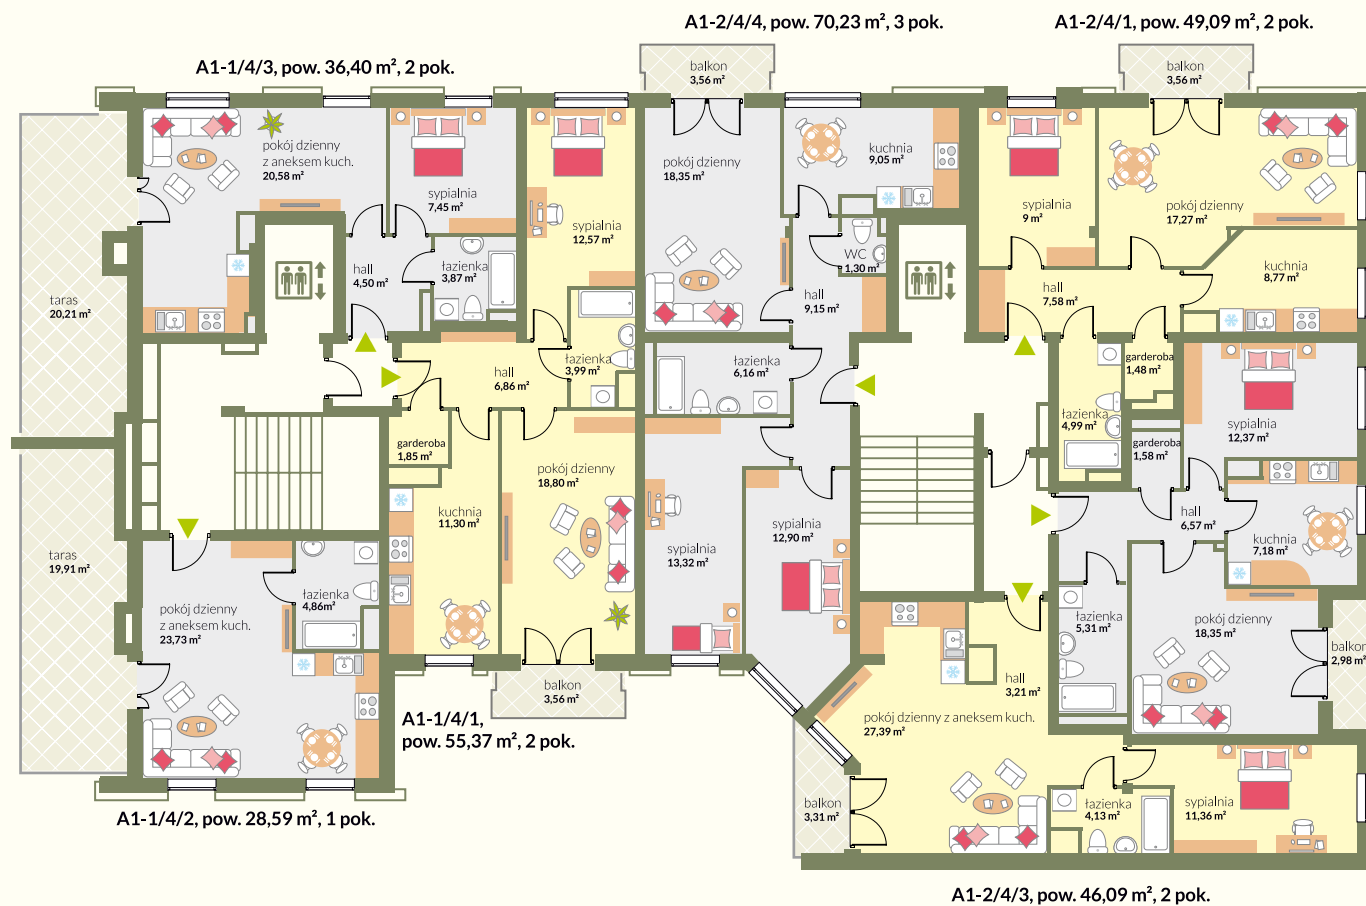 A1-2/4/4, pow. 70,23 m², 3 pok.
A1-2/4/1, pow. 49,09 m², 2 pok.
A1-1/4/3, pow. 36,40 m², 2 pok.
balkon
3,56 m²
balkon
3,56 m²
pokój dzienny
z aneksem kuch.
20,58 m²
sypialnia
7,45 m²
sypialnia
12,57 m²
pokój dzienny
18,35 m²
kuchnia
9,05 m²
sypialnia
9 m²
pokój dzienny
17,27 m²
taras
20,21 m²
hall
4,50 m²
łazienka
3,87 m²
WC
1,30 m²
hall
9,15 m²
hall
7,58 m²
kuchnia
8,77 m²
hall
6,86 m²
łazienka
3,99 m²
łazienka
6,16 m²
garderoba
1,48 m²
łazienka
4,99 m²
sypialnia
12,37 m²
garderoba
1,85 m²
garderoba
1,58 m²
pokój dzienny
18,80 m²
kuchnia
11,30 m²
sypialnia
12,90 m²
sypialnia
13,32 m²
hall
6,57 m²
kuchnia
7,18 m²
taras
19,91 m²
pokój dzienny
z aneksem kuch.
23,73 m²
łazienka
4,86m²
łazienka
5,31 m²
pokój dzienny
18,35 m²
balkon
2,98 m²
balkon
3,56 m²
hall
3,21 m²
pokój dzienny z aneksem kuch.
27,39 m²
A1-1/4/1,
pow. 55,37 m², 2 pok.
balkon
3,31 m²
łazienka
4,13 m²
sypialnia
11,36 m²
A1-1/4/2, pow. 28,59 m², 1 pok.
A1-2/4/3, pow. 46,09 m², 2 pok.